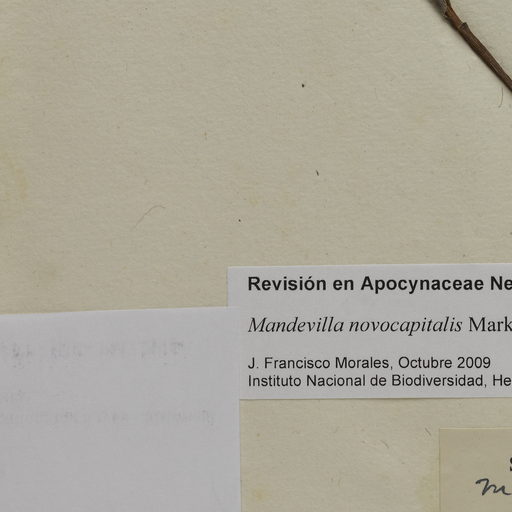 Revisión en Apocynaceae Ne
Mandevilla novocapitalis Mark
J. Francisco Morales, Octubre 2009
Instituto Nacional de Biodiversidad, He